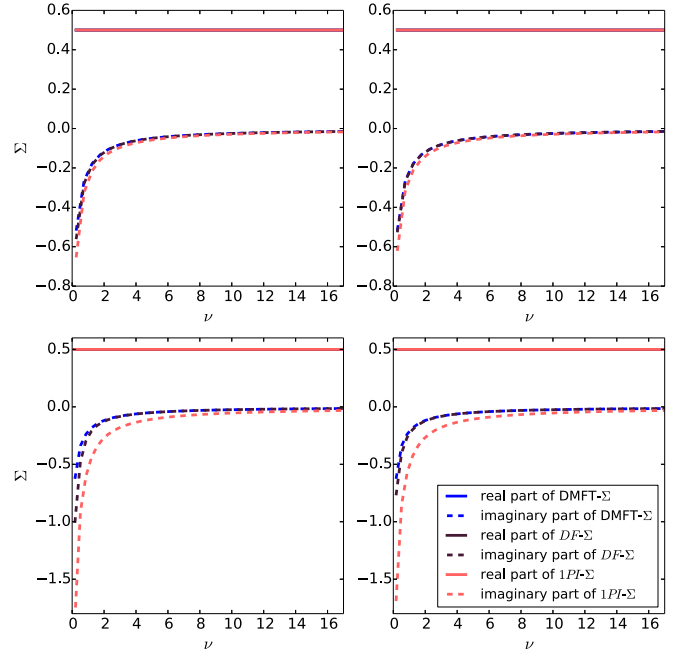 0.6
0.4
0.2
0.0
−0.2
−0.4
−0.6
−0.8
Σ
0 2 4 6 8 10 12 14 16
ν
0.6
0.4
0.2
0.0
−0.2
−0.4
−0.6
−0.8
0 2 4 6 8 10 12 14 16
ν
0.5
0.0
−0.5
−1.0
−1.5
Σ
0 2 4 6 8 10 12 14 16
ν
0.5
0.0
−0.5
−1.0
−1.5
0 2 4 6 8 10 12 14 16
ν
real part of DMFT-Σ
imaginary part of DMFT-Σ
real part of DF-Σ
imaginary part of DF-Σ
real part of 1PI-Σ
imaginary part of 1PI-Σ